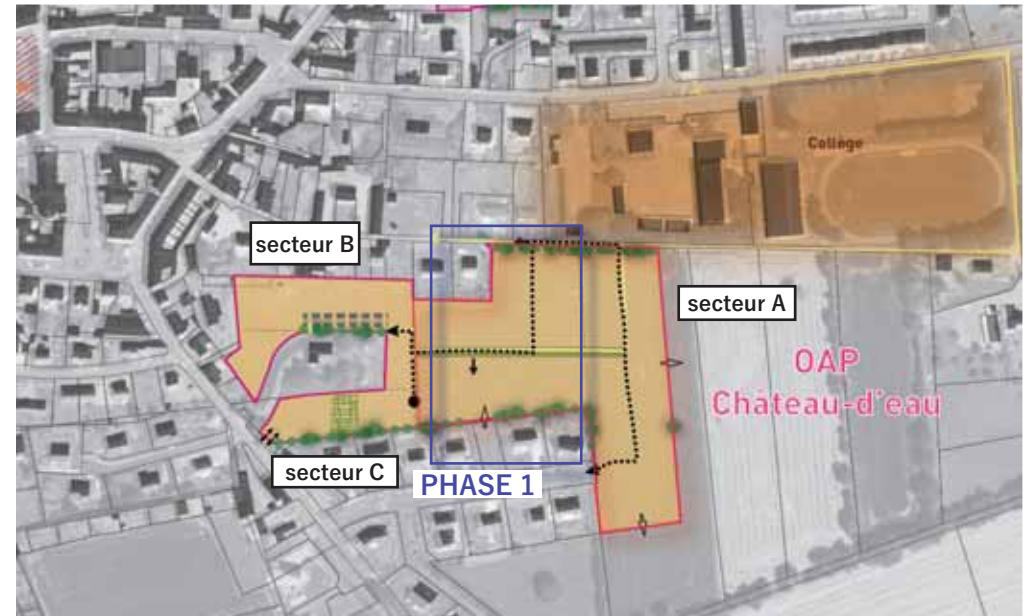 Collège
secteur B
secteur A
OAP
Château-d'eau
secteur C
PHASE 1